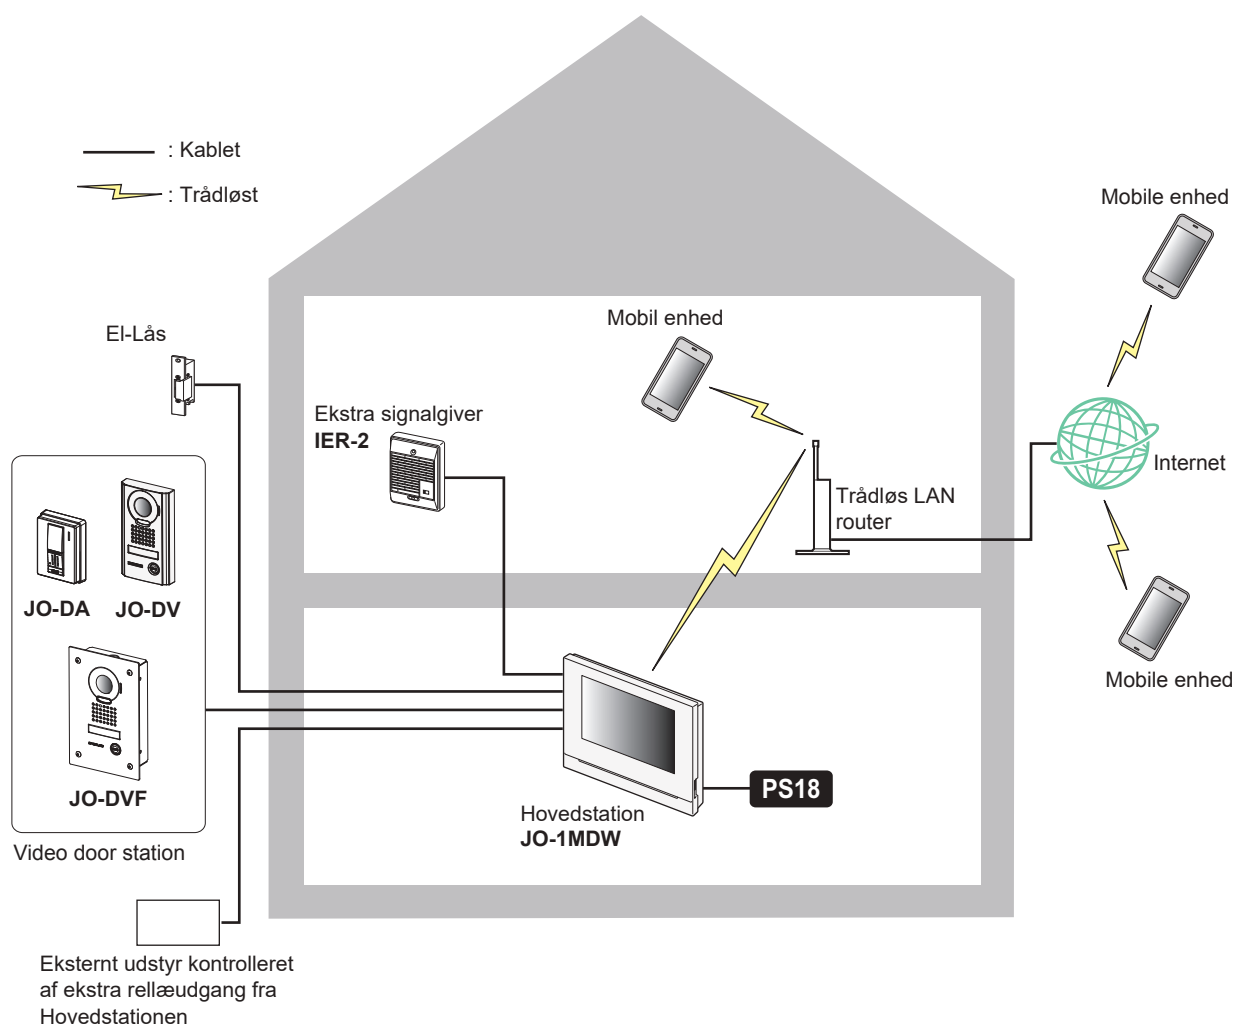 : Kablet
: Trådløst
Mobile enhed
El-Lås
Mobil enhed
Ekstra signalgiver
IER-2
Internet
Trådløs LAN
router
JO-DA
JO-DV
JO-DVF
Video door station
Mobile enhed
PS18
Hovedstation
JO-1MDW
Eksternt udstyr kontrolleret
af ekstra rellæudgang fra
Hovedstationen